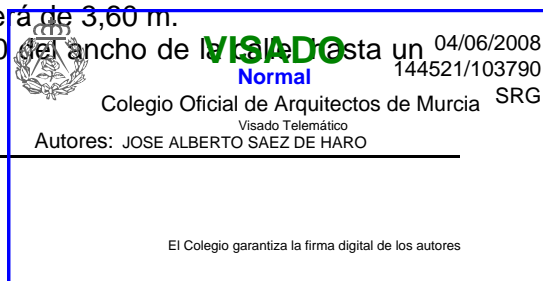 erá de 3,60 m.
0 del ancho de la calle, hasta un
04/06/2008
VISADO
Normal
144521/103790
Colegio Oficial de Arquitectos de Murcia
SRG
Visado Telemático
Autores: JOSE ALBERTO SAEZ DE HARO
El Colegio garantiza la firma digital de los autores